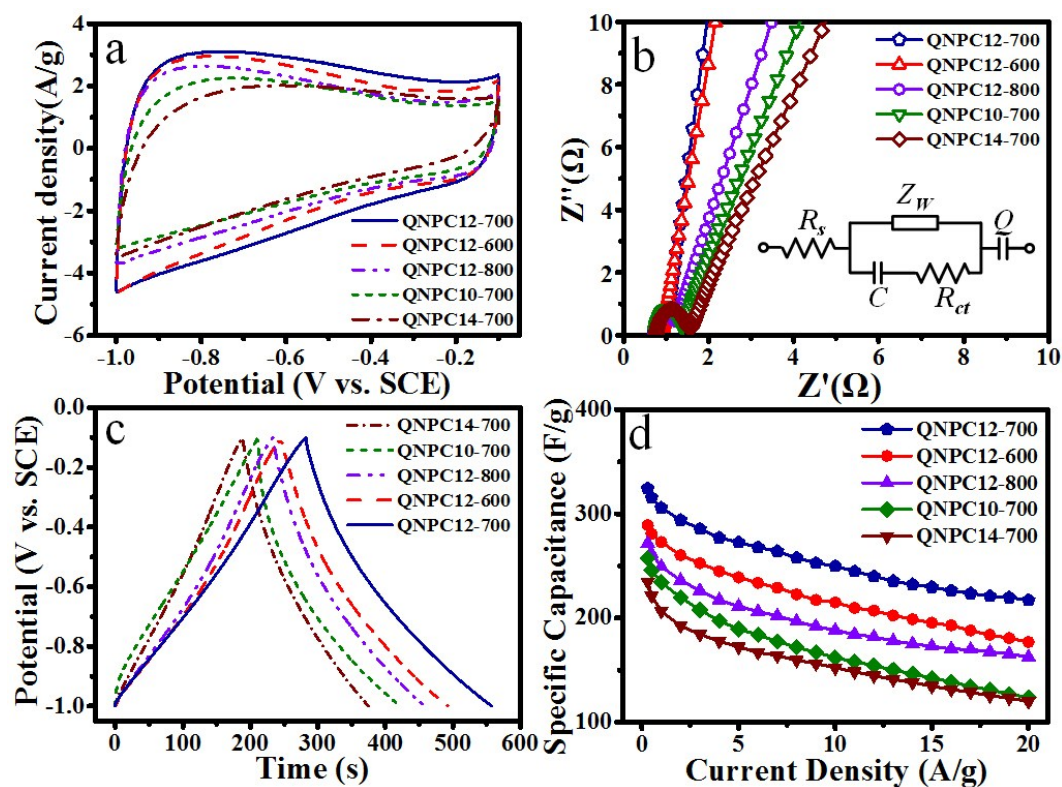 a
Current density(A/g)
4
2
0
-2
-4
-6
QNPC12-700
QNPC12-600
QNPC12-800
QNPC10-700
QNPC14-700
-1.0 -0.8 -0.6 -0.4 -0.2
Potential (V vs. SCE)
b
Z''(Ω)
10
8
6
4
2
0
QNPC12-700
QNPC12-600
QNPC12-800
QNPC10-700
QNPC14-700
Z_W
R_s
Q
C
R_ct
0 2 4 6 8 10
Z'(Ω)
c
Potential (V vs. SCE)
0.0
-0.2
-0.4
-0.6
-0.8
-1.0
QNPC14-700
QNPC10-700
QNPC12-800
QNPC12-600
QNPC12-700
0 100 200 300 400 500 600
Time (s)
d
Specific Capacitance (F/g)
400
300
200
100
QNPC12-700
QNPC12-600
QNPC12-800
QNPC10-700
QNPC14-700
0 5 10 15 20
Current Density (A/g)